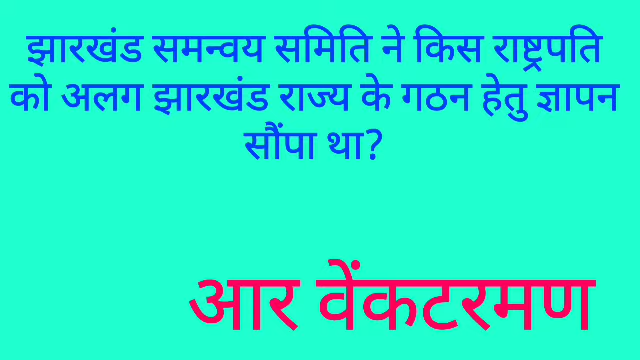 झारखंड समन्वय समिति ने किस राष्ट्रपति
को अलग झारखंड राज्य के गठन हेतु ज्ञापन
सौंपा था?
आर वेंकटरमण